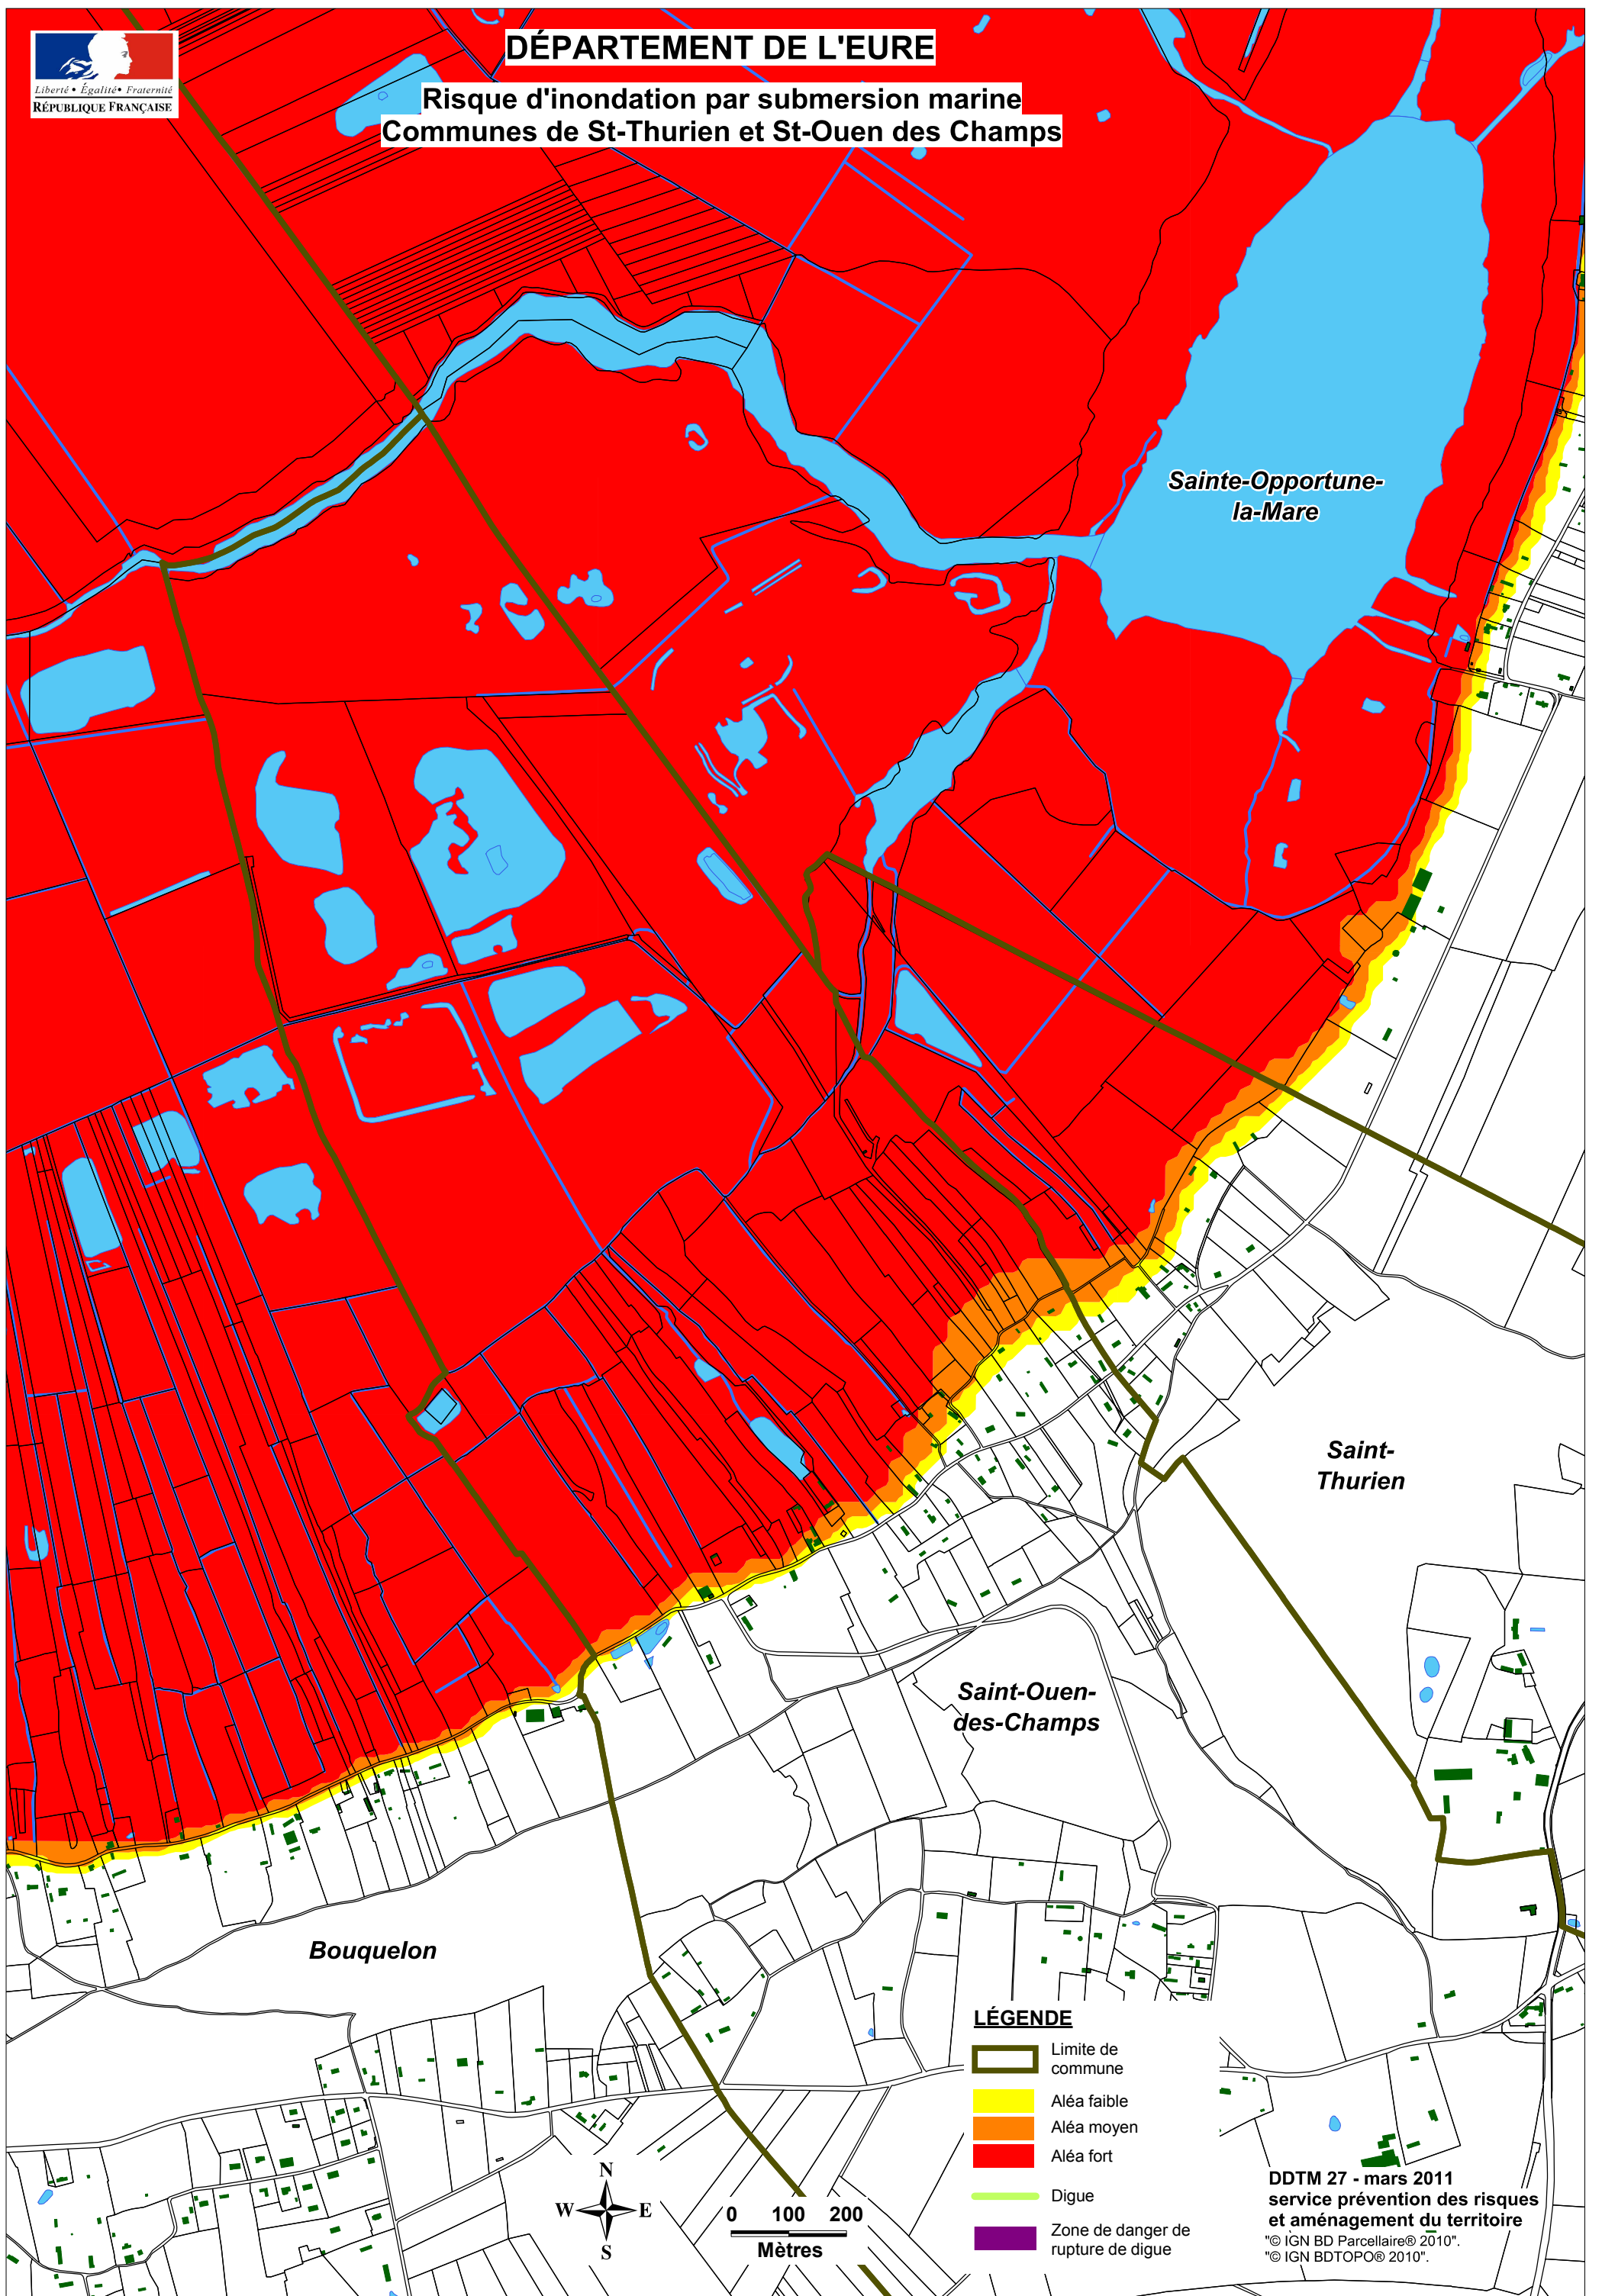 Liberté • Égalité • Fraternité
RÉPUBLIQUE FRANÇAISE
DÉPARTEMENT DE L'EURE
Risque d'inondation par submersion marine
Communes de St-Thurien et St-Ouen des Champs
Sainte-Opportune-
la-Mare
Saint-
Thurien
Saint-Ouen-
des-Champs
Bouquelon
LÉGENDE
Limite de
commune
Aléa faible
Aléa moyen
Aléa fort
Digue
Zone de danger de
rupture de digue
N
W
E
S
0 100 200
Mètres
DDTM 27 - mars 2011
service prévention des risques
et aménagement du territoire
"© IGN BD Parcellaire® 2010".
"© IGN BDTOPO® 2010".